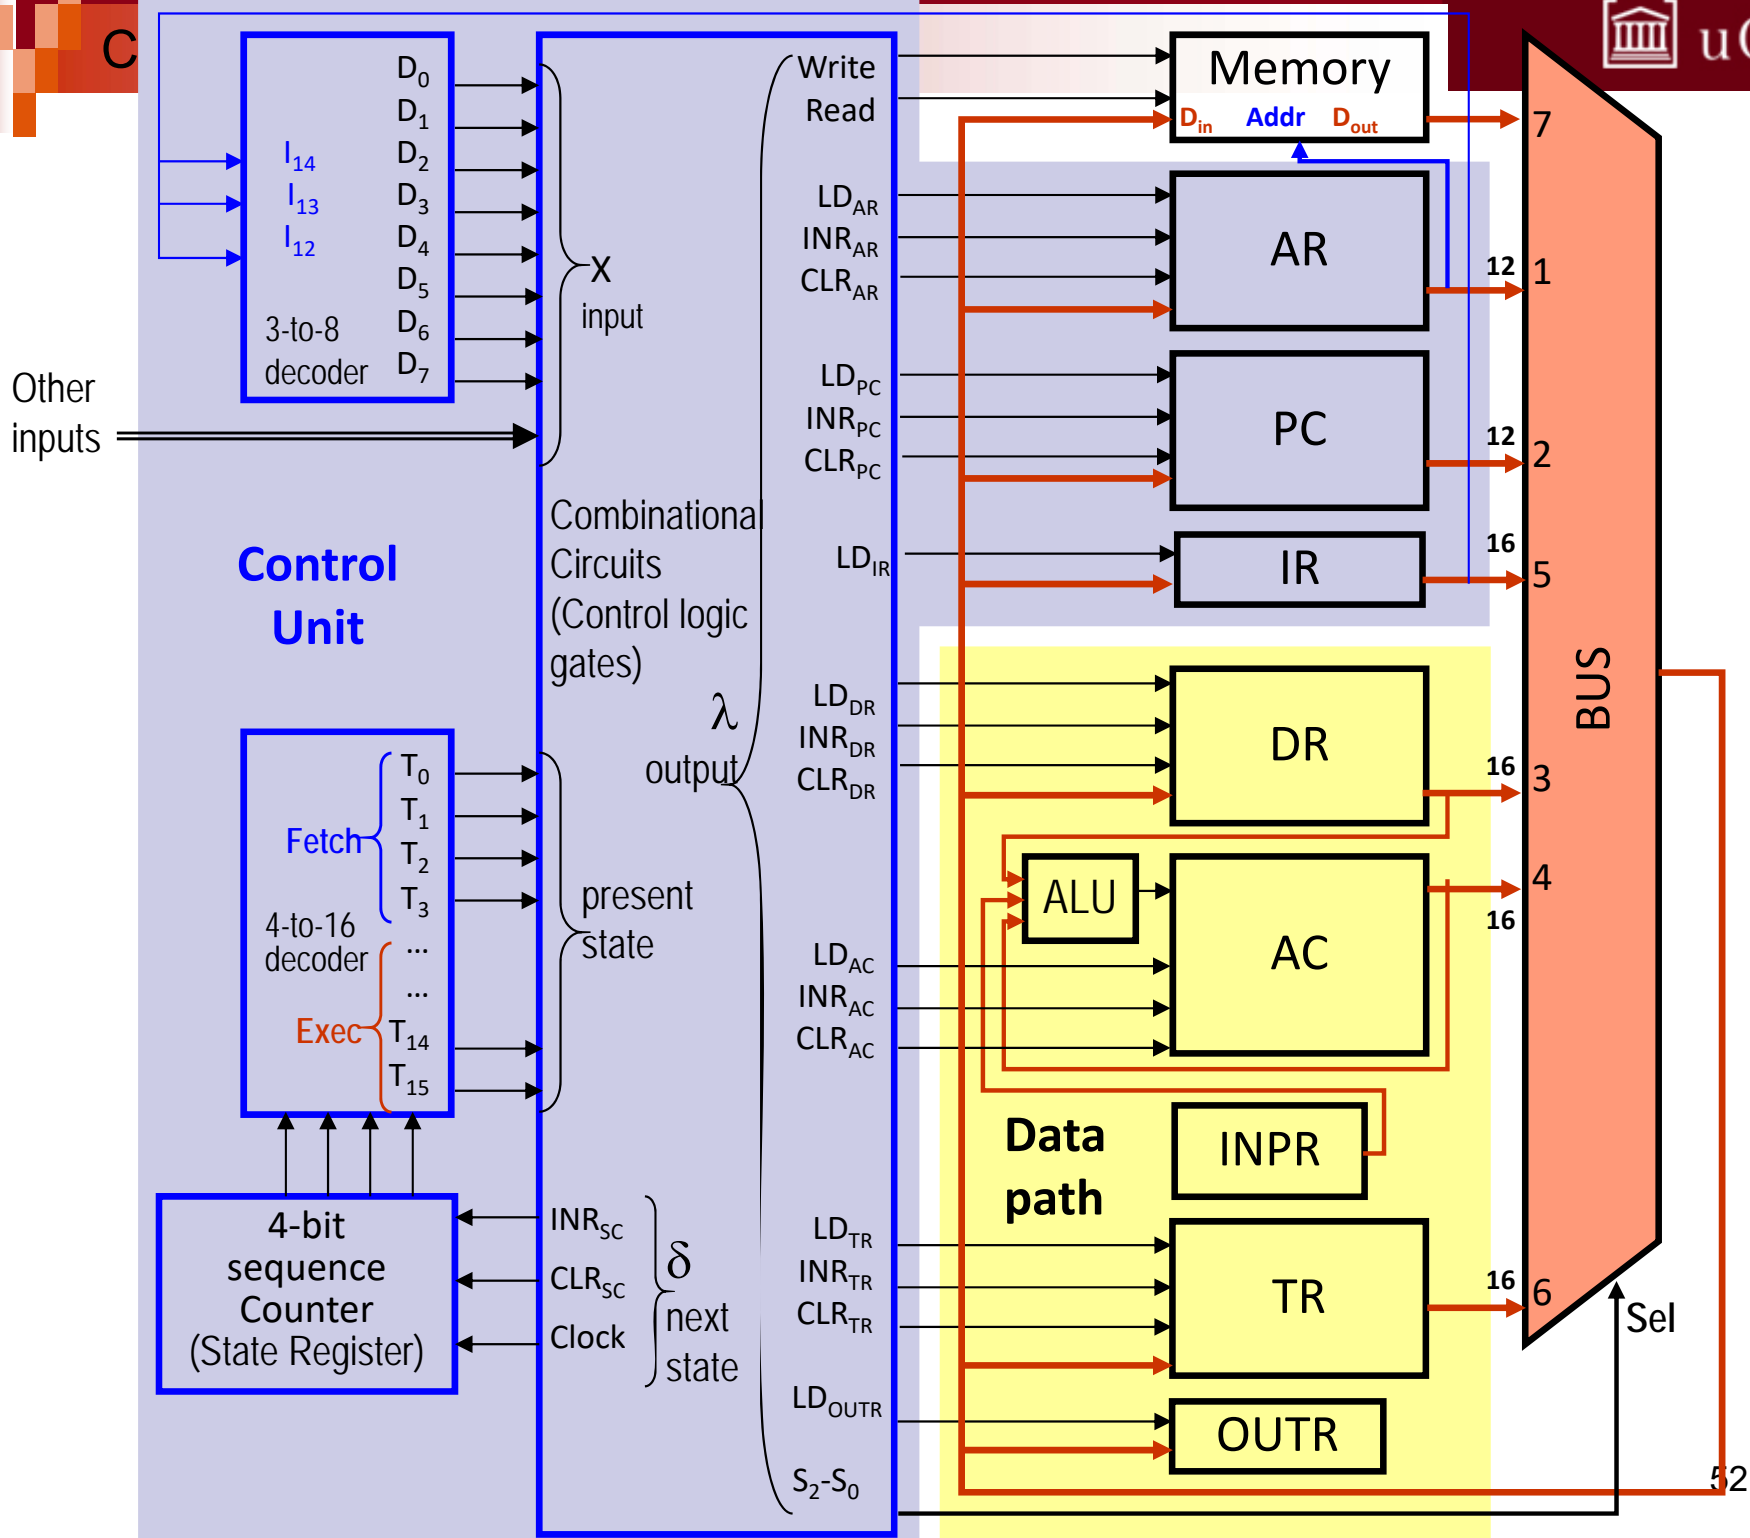 C
uO
D0
D1
D2
D3
D4
D5
D6
D7
I14
I13
I12
3-to-8
decoder
Other
inputs
X
input
Control
Unit
Combinational
Circuits
(Control logic
gates)
λ
output
Fetch
T0
T1
T2
T3
4-to-16
decoder
...
...
Exec
T14
T15
present
state
4-bit
sequence
Counter
(State Register)
INRSC
CLRSC
Clock
δ
next
state
Write
Read
LDAR
INRAR
CLRAR
LDPC
INRPC
CLRPC
LDIR
LDDR
INRDR
CLRDR
LDAC
INRAC
CLRAC
LDTR
INRTR
CLRTR
LDOUTR
S2-S0
Memory
Din Addr Dout
AR
PC
IR
DR
ALU
AC
Data
path
INPR
TR
OUTR
7
12 1
12 2
16
5
BUS
16 3
4
16
16 6
Sel
52